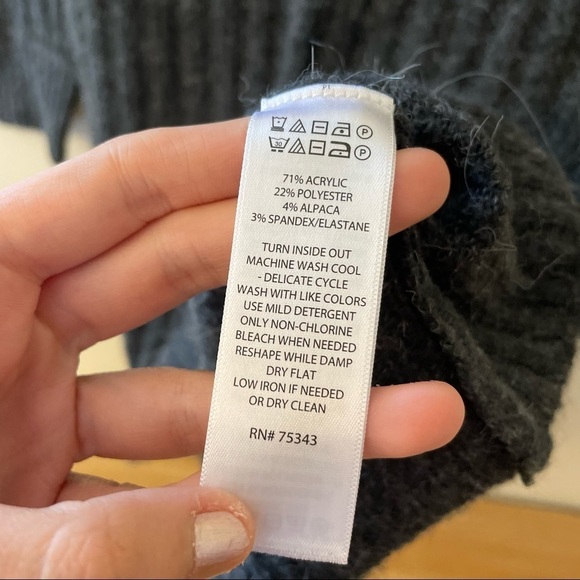 P
30 P
71% ACRYLIC
22% POLYESTER
4% ALPACA
3% SPANDEX/ELASTANE
TURN INSIDE OUT
MACHINE WASH COOL
- DELICATE CYCLE
WASH WITH LIKE COLORS
USE MILD DETERGENT
ONLY NON-CHLORINE
BLEACH WHEN NEEDED
RESHAPE WHILE DAMP
DRY FLAT
LOW IRON IF NEEDED
OR DRY CLEAN
RN# 75343